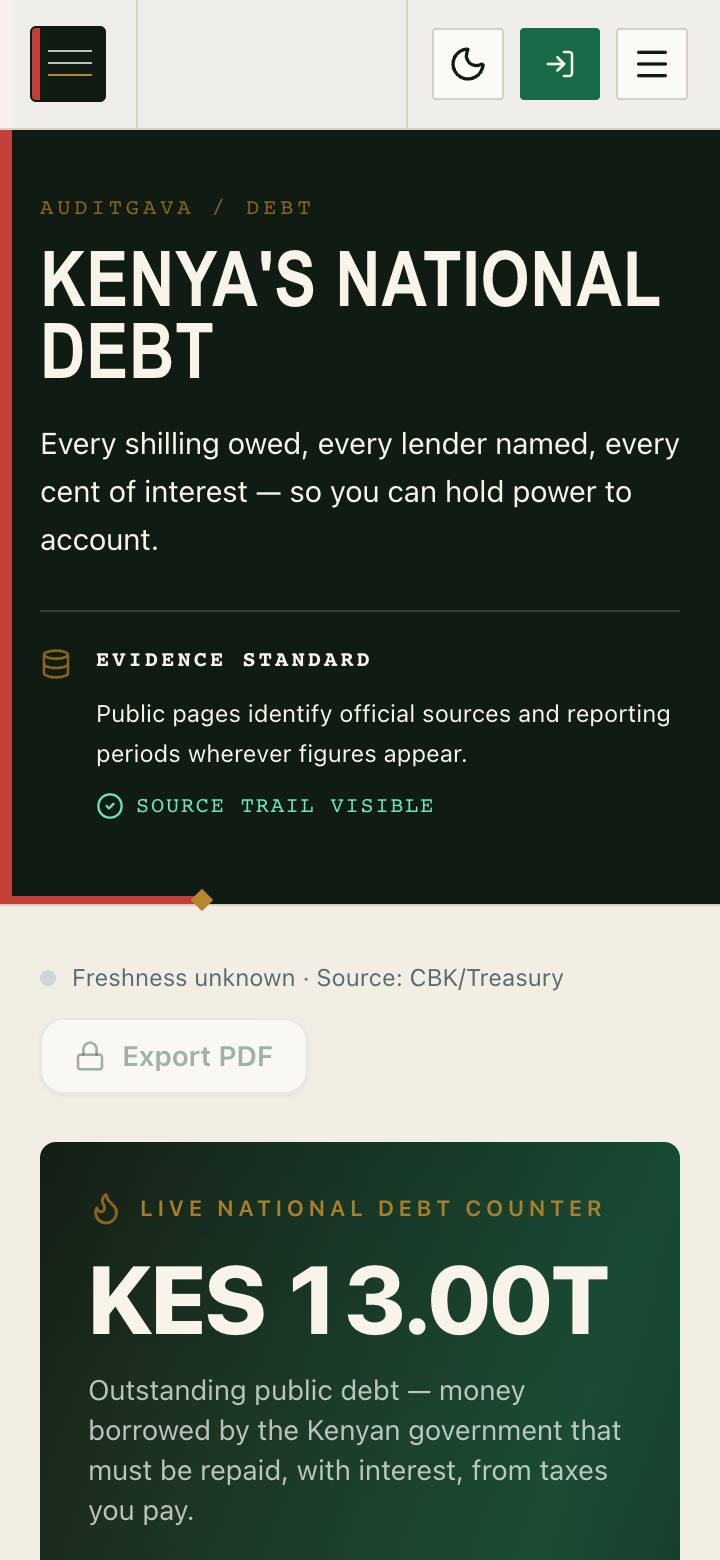 AUDITGAVA / DEBT
KENYA'S NATIONAL
DEBT
Every shilling owed, every lender named, every
cent of interest — so you can hold power to
account.
EVIDENCE STANDARD
Public pages identify official sources and reporting
periods wherever figures appear.
SOURCE TRAIL VISIBLE
Freshness unknown · Source: CBK/Treasury
Export PDF
LIVE NATIONAL DEBT COUNTER
KES 13.00T
Outstanding public debt — money
borrowed by the Kenyan government that
must be repaid, with interest, from taxes
you pay.